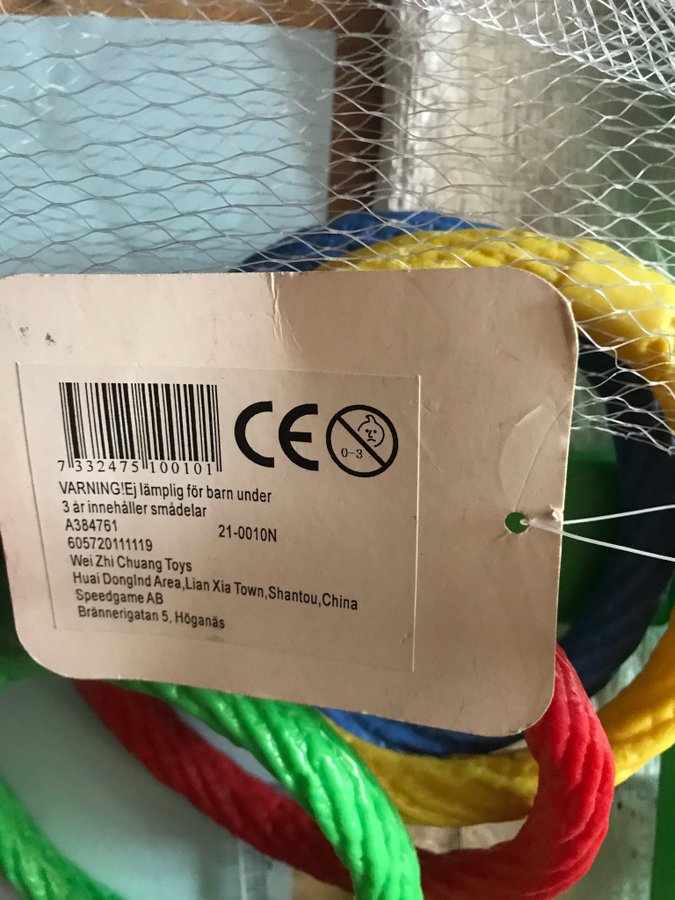 CE
0-3
7 332475 100101
VARNING!Ej lämplig för barn under
3 år innehåller smådelar
A384761 21-0010N
605720111119
Wei Zhi Chuang Toys
Huai DongInd Area,Lian Xia Town,Shantou,China
Speedgame AB
Brännerigatan 5, Höganäs